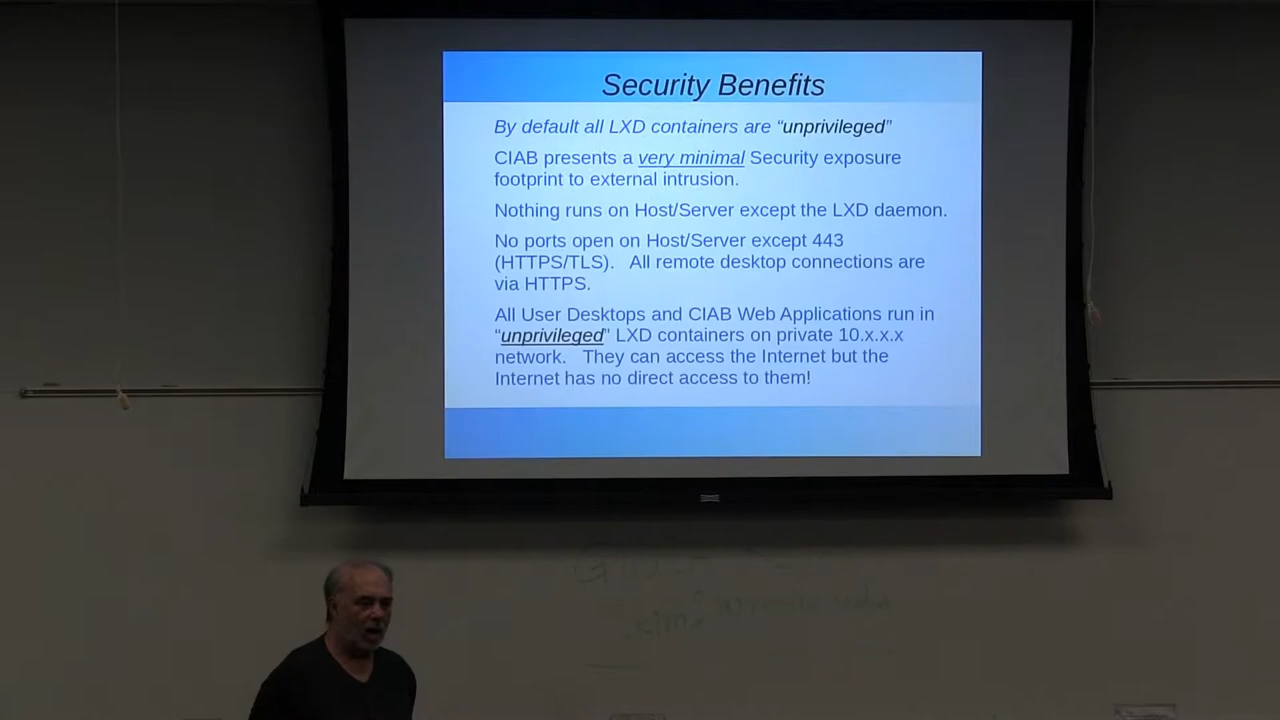 Security Benefits
By default all LXD containers are “unprivileged”
CIAB presents a very minimal Security exposure
footprint to external intrusion.
Nothing runs on Host/Server except the LXD daemon.
No ports open on Host/Server except 443
(HTTPS/TLS).   All remote desktop connections are
via HTTPS.
All User Desktops and CIAB Web Applications run in
“unprivileged” LXD containers on private 10.x.x.x
network.   They can access the Internet but the
Internet has no direct access to them!